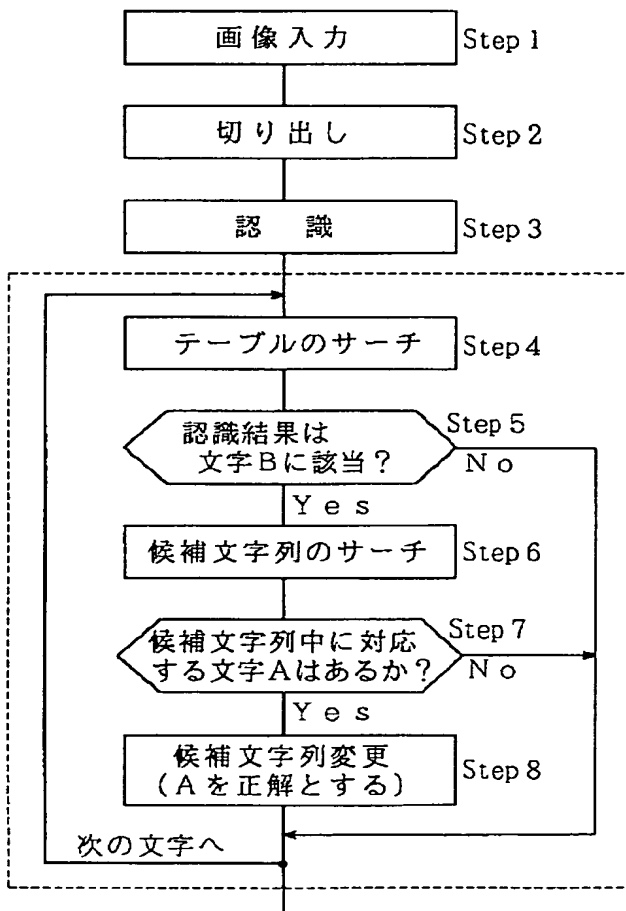 画像入力 Step 1
切り出し Step 2
認　識 Step 3
テーブルのサーチ Step 4
認識結果は
文字Bに該当？ Step 5
No
Yes
候補文字列のサーチ Step 6
候補文字列中に対応
する文字Aはあるか？ Step 7
No
Yes
候補文字列変更
(Aを正解とする) Step 8
次の文字へ